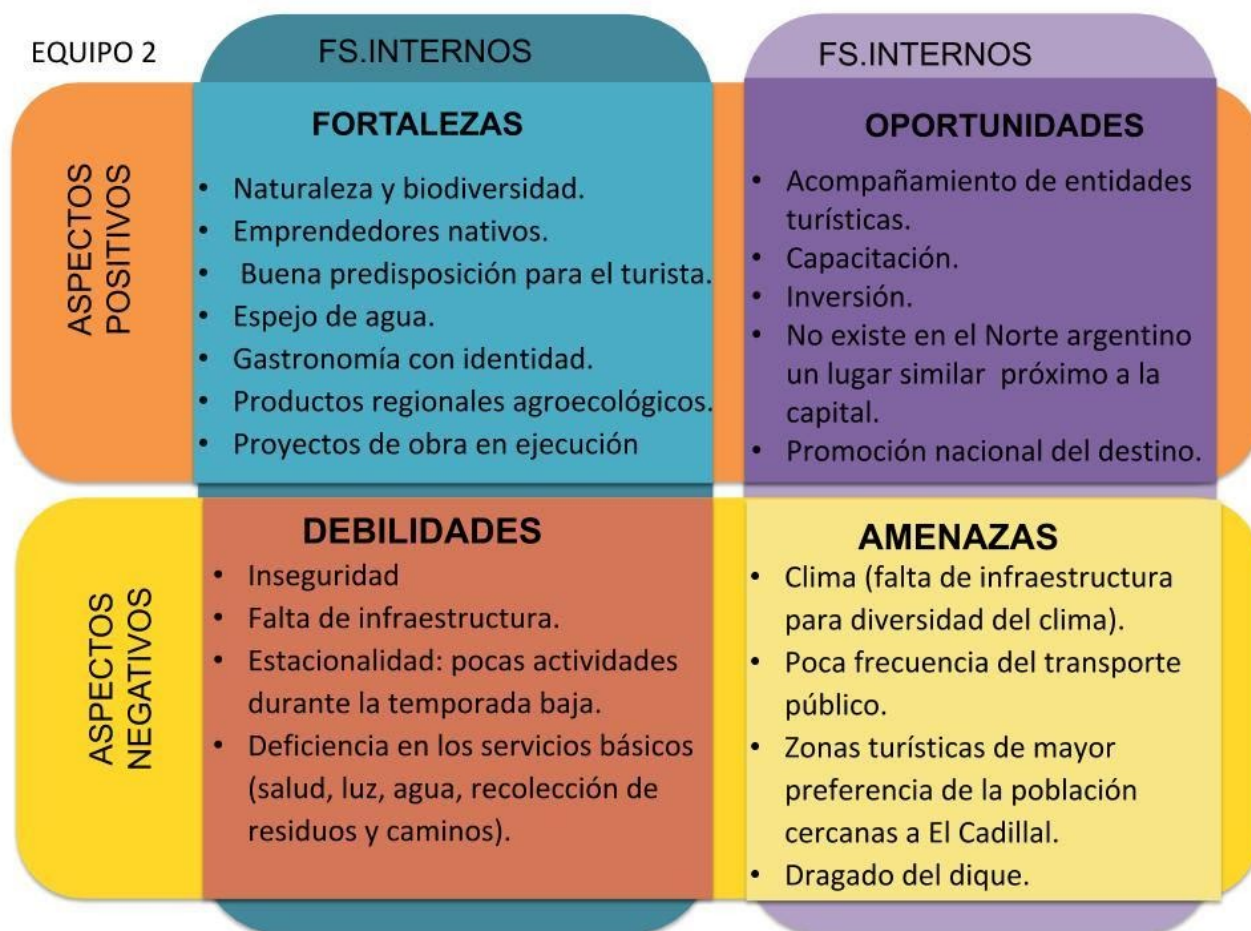 EQUIPO 2
FS.INTERNOS
FS.INTERNOS
ASPECTOS
POSITIVOS
FORTALEZAS
• Naturaleza y biodiversidad.
• Emprendedores nativos.
• Buena predisposición para el turista.
• Espejo de agua.
• Gastronomía con identidad.
• Productos regionales agroecológicos.
• Proyectos de obra en ejecución
OPORTUNIDADES
• Acompañamiento de entidades
turísticas.
• Capacitación.
• Inversión.
• No existe en el Norte argentino
un lugar similar próximo a la
capital.
• Promoción nacional del destino.
ASPECTOS
NEGATIVOS
DEBILIDADES
• Inseguridad
• Falta de infraestructura.
• Estacionalidad: pocas actividades
durante la temporada baja.
• Deficiencia en los servicios básicos
(salud, luz, agua, recolección de
residuos y caminos).
AMENAZAS
• Clima (falta de infraestructura
para diversidad del clima).
• Poca frecuencia del transporte
público.
• Zonas turísticas de mayor
preferencia de la población
cercanas a El Cadillal.
• Dragado del dique.